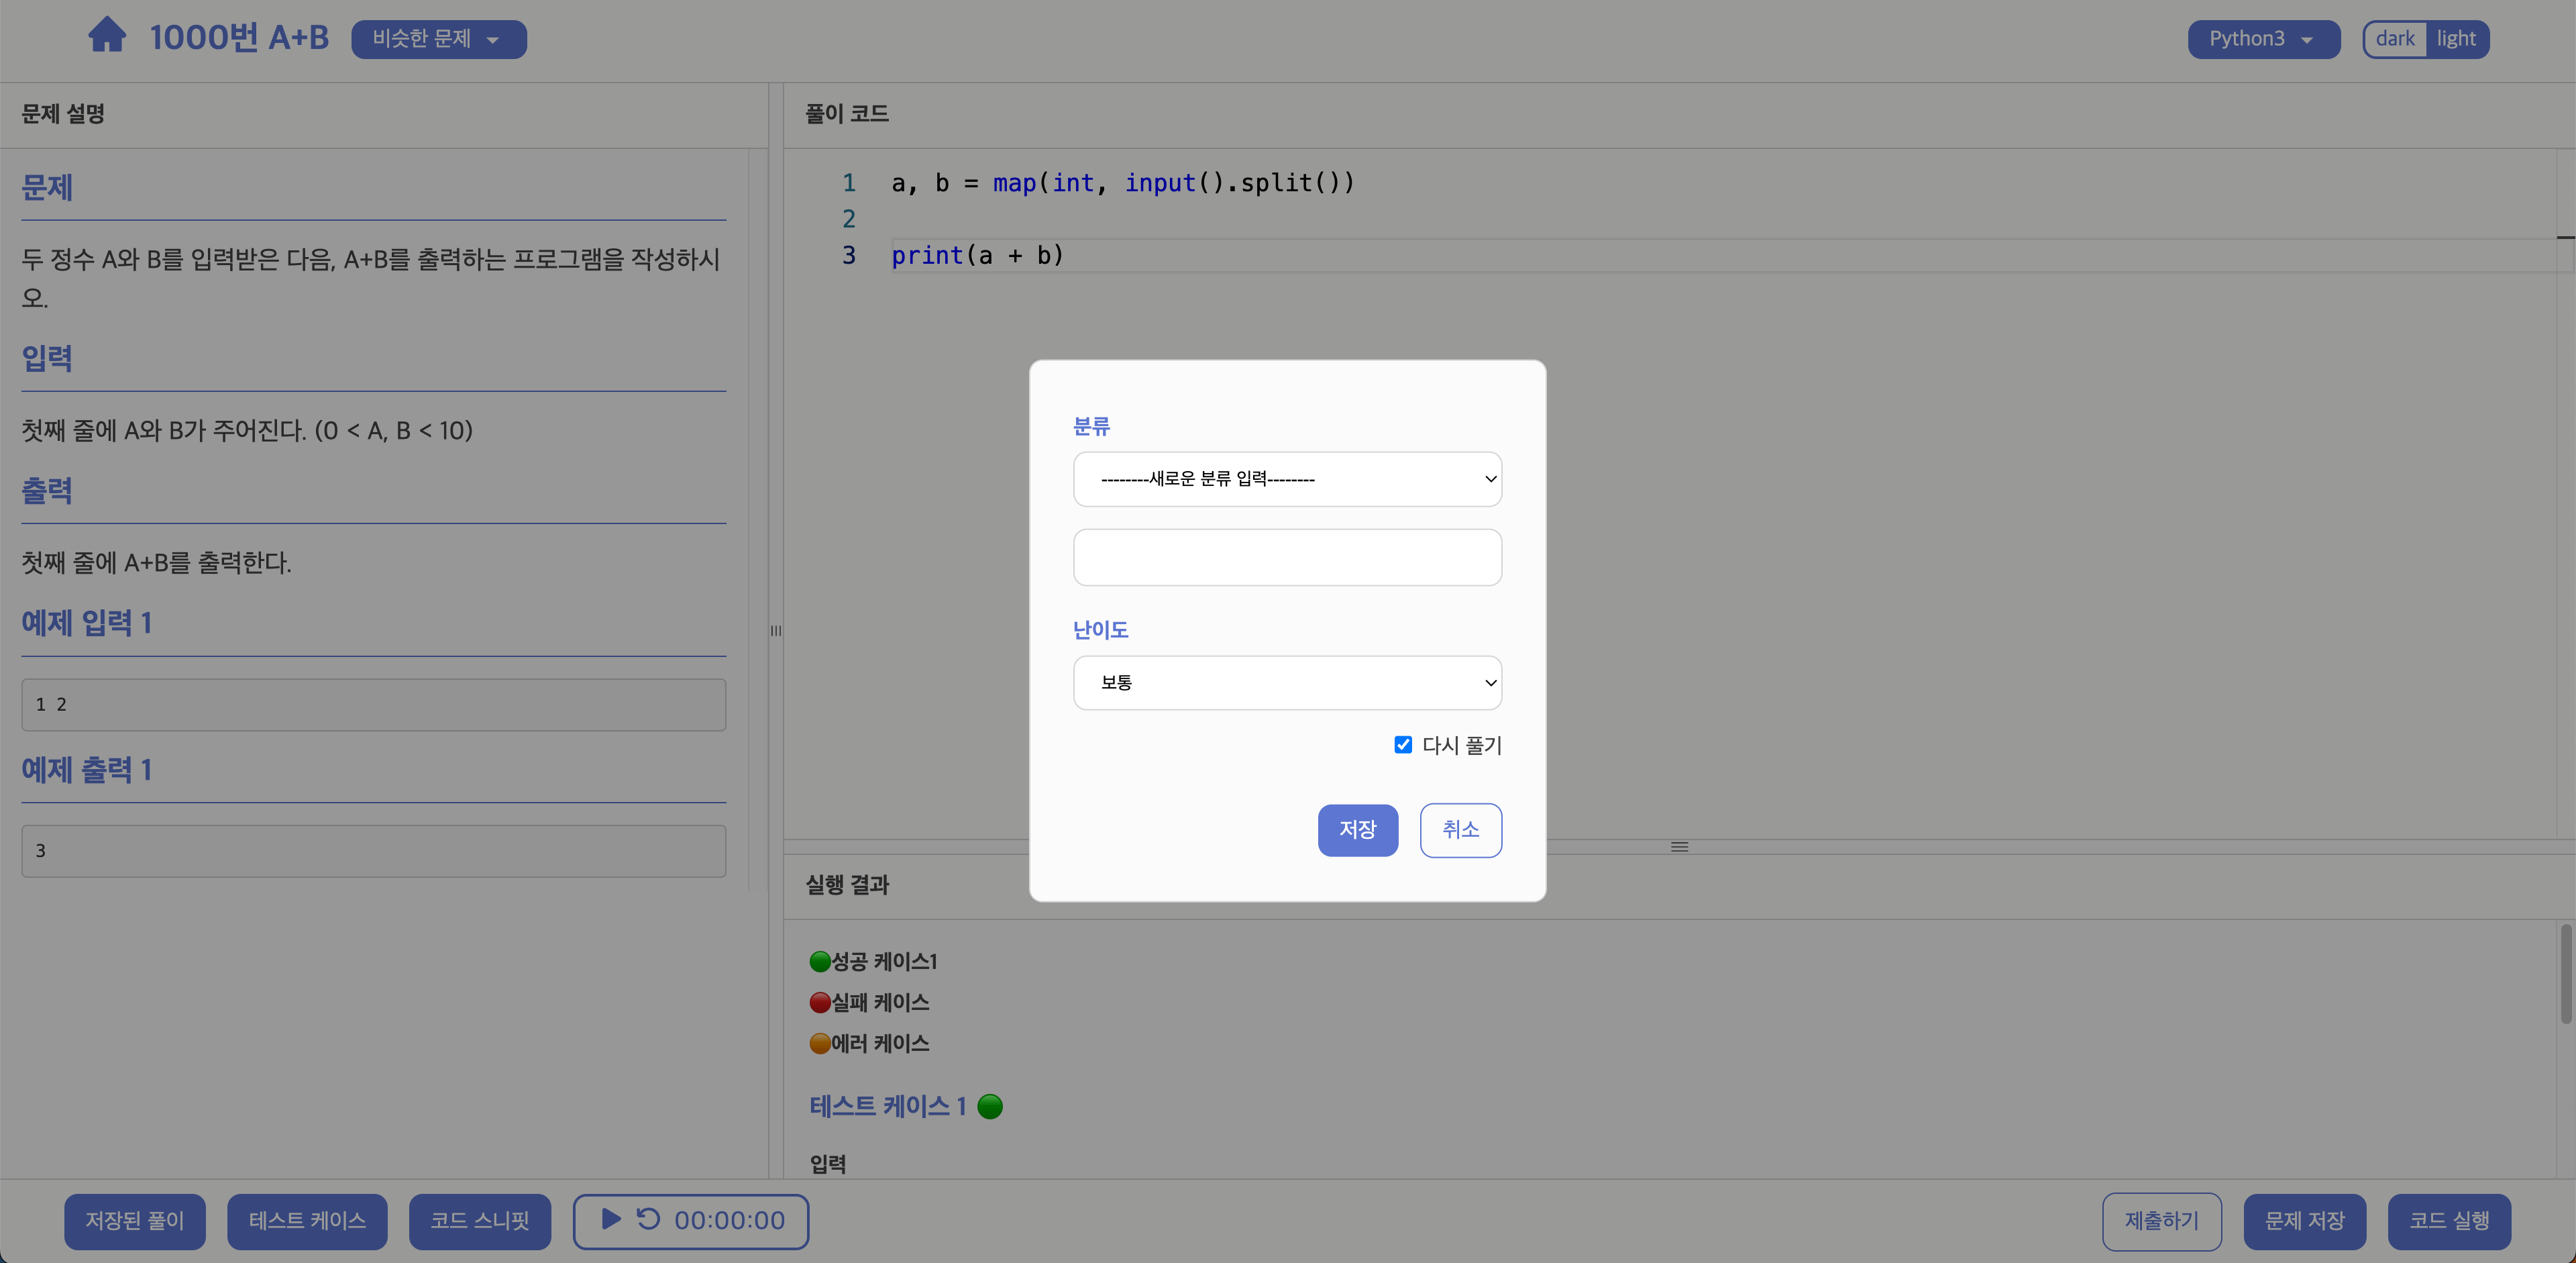 1000번 A+B
비슷한 문제
Python3
dark
light
문제 설명
문제
두 정수 A와 B를 입력받은 다음, A+B를 출력하는 프로그램을 작성하시
오.
입력
첫째 줄에 A와 B가 주어진다. (0 < A, B < 10)
출력
첫째 줄에 A+B를 출력한다.
예제 입력 1
1 2
예제 출력 1
3
풀이 코드
1 a, b = map(int, input().split())
2
3 print(a + b)
분류
--------새로운 분류 입력--------
난이도
보통
다시 풀기
저장
취소
실행 결과
성공 케이스1
실패 케이스
에러 케이스
테스트 케이스 1
입력
저장된 풀이
테스트 케이스
코드 스니핏
00:00:00
제출하기
문제 저장
코드 실행